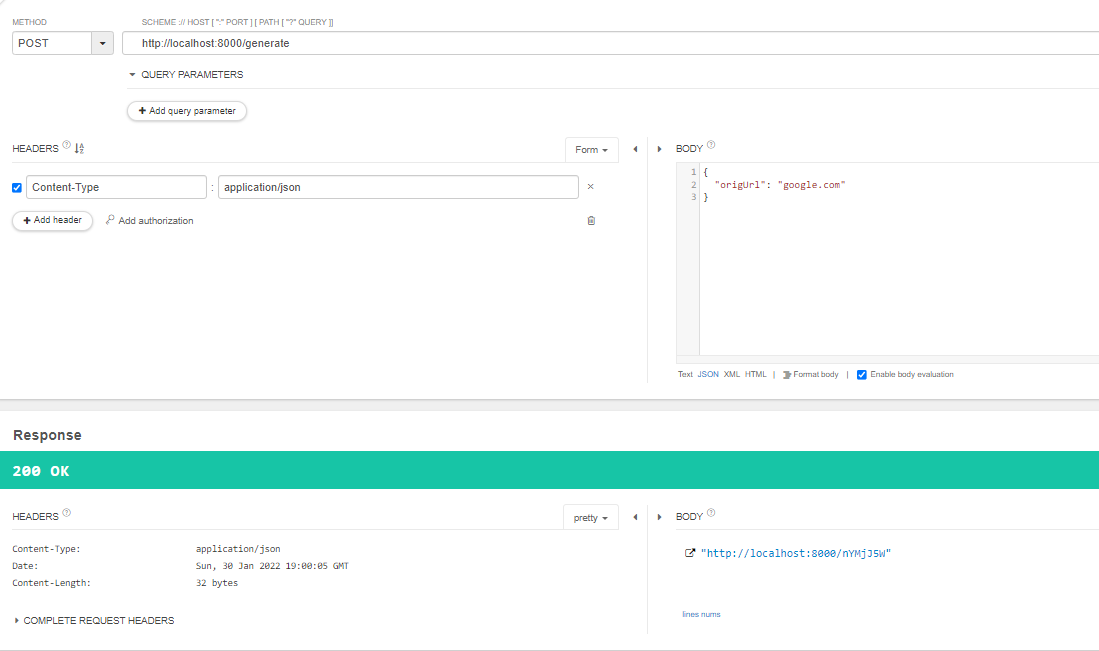 METHOD
SCHEME :// HOST [ ":" PORT ] [ PATH [ "?" QUERY ]]
POST
http://localhost:8000/generate
QUERY PARAMETERS
+ Add query parameter
HEADERS ? Form
BODY ?
Content-Type : application/json ×
1 {
2 "origUrl": "google.com"
3 }
+ Add header Add authorization
Text JSON XML HTML | Format body | Enable body evaluation
Response
200 OK
HEADERS ? pretty
BODY ?
Content-Type: application/json
Date: Sun, 30 Jan 2022 19:00:05 GMT
Content-Length: 32 bytes
"http://localhost:8000/nYMjJ5W"
lines nums
COMPLETE REQUEST HEADERS